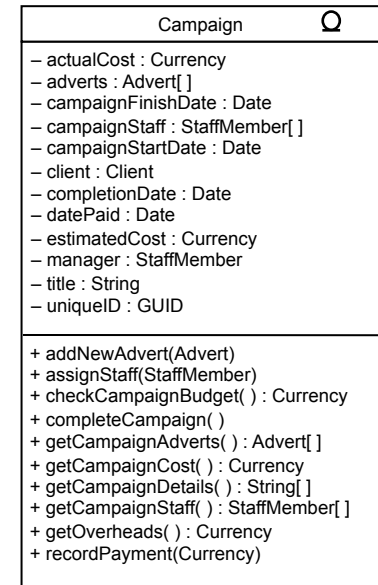 Campaign
– actualCost : Currency
– adverts : Advert[ ]
– campaignFinishDate : Date
– campaignStaff : StaffMember[ ]
– campaignStartDate : Date
– client : Client
– completionDate : Date
– datePaid : Date
– estimatedCost : Currency
– manager : StaffMember
– title : String
– uniqueID : GUID
+ addNewAdvert(Advert)
+ assignStaff(StaffMember)
+ checkCampaignBudget( ) : Currency
+ completeCampaign( )
+ getCampaignAdverts( ) : Advert[ ]
+ getCampaignCost( ) : Currency
+ getCampaignDetails( ) : String[ ]
+ getCampaignStaff( ) : StaffMember[ ]
+ getOverheads( ) : Currency
+ recordPayment(Currency)